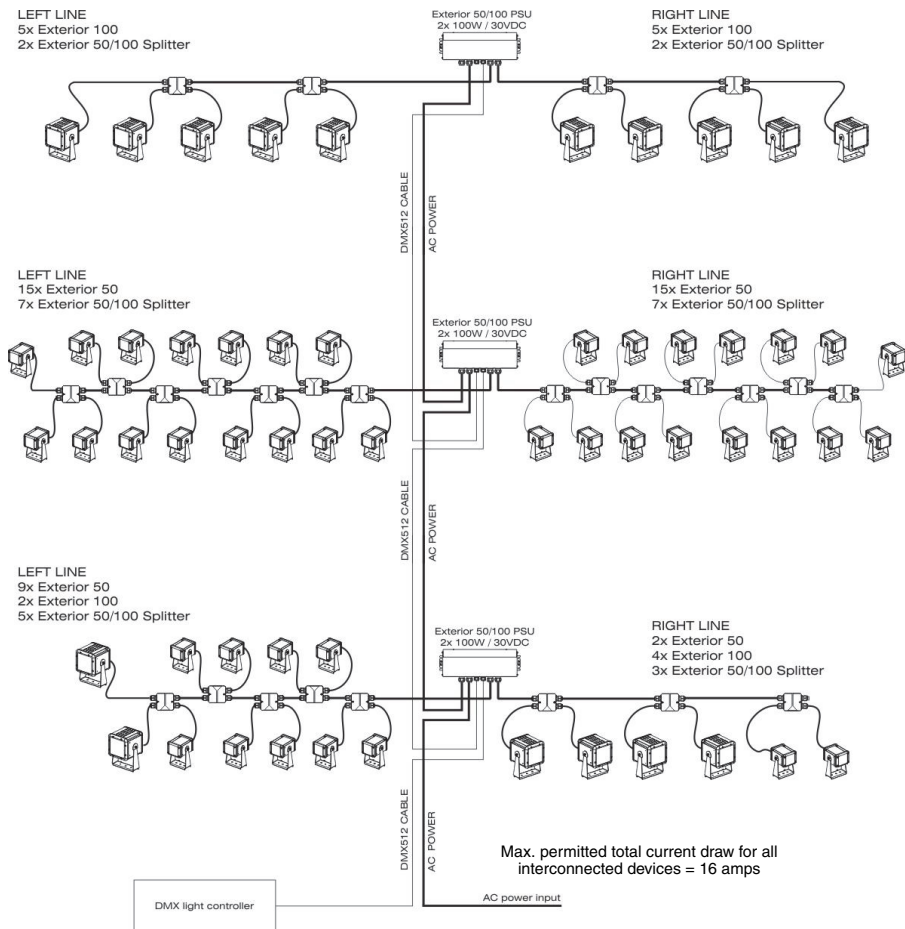 LEFT LINE
5x Exterior 100
2x Exterior 50/100 Splitter
Exterior 50/100 PSU
2x 100W / 30VDC
RIGHT LINE
5x Exterior 100
2x Exterior 50/100 Splitter
DMX512 CABLE
AC POWER
LEFT LINE
15x Exterior 50
7x Exterior 50/100 Splitter
Exterior 50/100 PSU
2x 100W / 30VDC
RIGHT LINE
15x Exterior 50
7x Exterior 50/100 Splitter
DMX512 CABLE
AC POWER
LEFT LINE
9x Exterior 50
2x Exterior 100
5x Exterior 50/100 Splitter
Exterior 50/100 PSU
2x 100W / 30VDC
RIGHT LINE
2x Exterior 50
4x Exterior 100
3x Exterior 50/100 Splitter
DMX512 CABLE
AC POWER
Max. permitted total current draw for all
interconnected devices = 16 amps
DMX light controller
AC power input